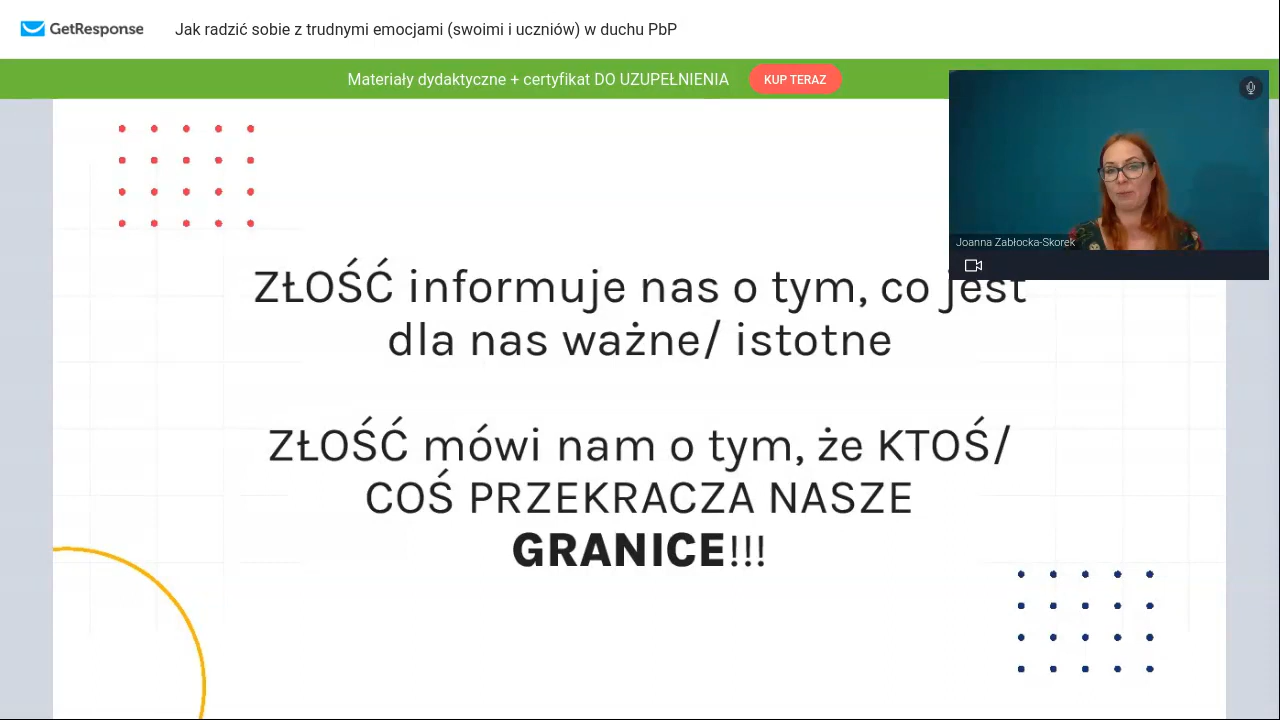 GetResponse
Jak radzić sobie z trudnymi emocjami (swoimi i uczniów) w duchu PbP
Materiały dydaktyczne + certyfikat DO UZUPEŁNIENIA
KUP TERAZ
Joanna Zabłocka-Skorek
ZŁOŚĆ informuje nas o tym, co jest
dla nas ważne/ istotne
ZŁOŚĆ mówi nam o tym, że KTOŚ/
COŚ PRZEKRACZA NASZE
GRANICE!!!